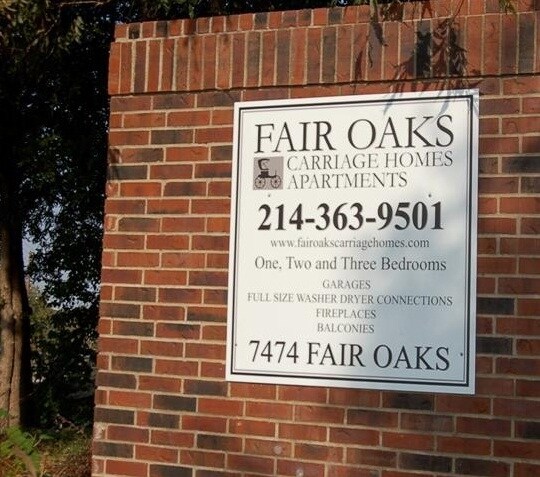 FAIR OAKS
CARRIAGE HOMES
APARTMENTS
214-363-9501
www.fairoakscarriagehomes.com
One, Two and Three Bedrooms
GARAGES
FULL SIZE WASHER DRYER CONNECTIONS
FIREPLACES
BALCONIES
7474 FAIR OAKS